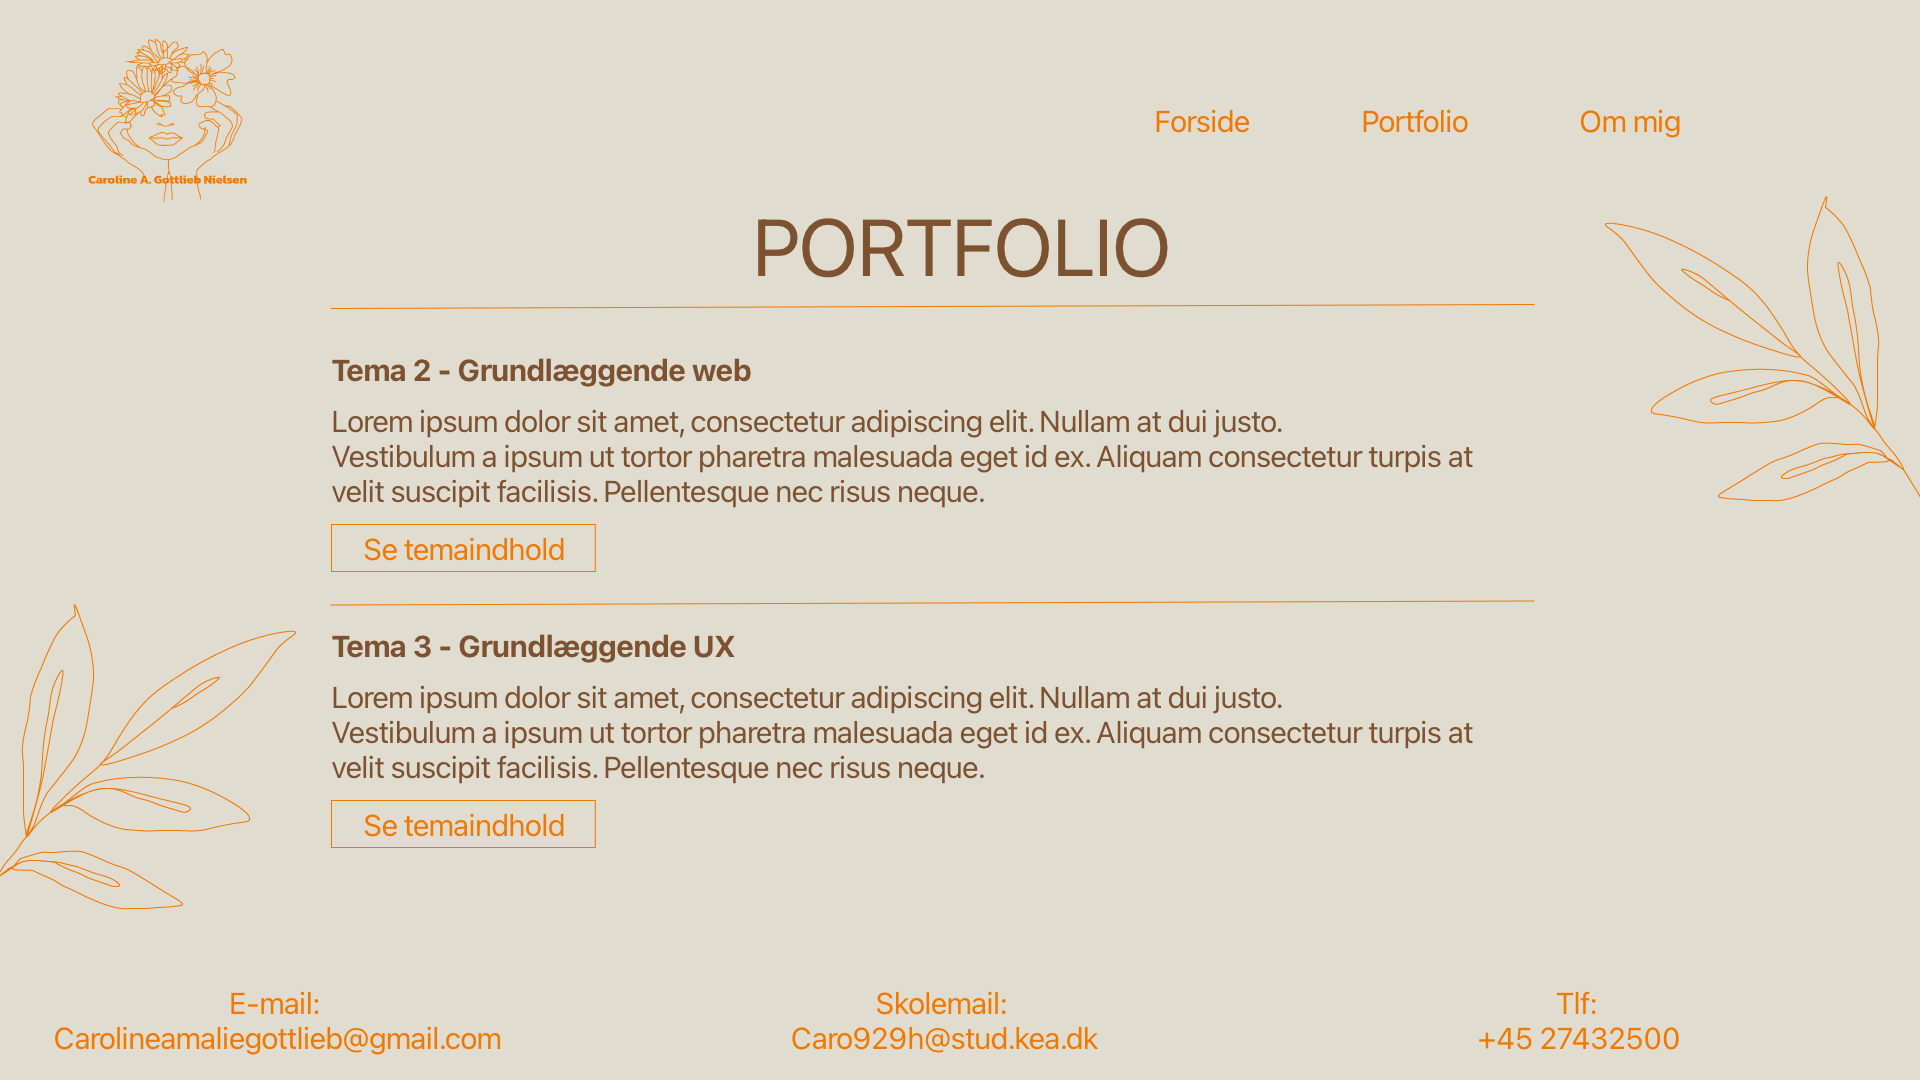 Caroline A. Gottlieb Nielsen
Forside
Portfolio
Om mig
PORTFOLIO
Tema 2 - Grundlæggende web
Lorem ipsum dolor sit amet, consectetur adipiscing elit. Nullam at dui justo.
Vestibulum a ipsum ut tortor pharetra malesuada eget id ex. Aliquam consectetur turpis at
velit suscipit facilisis. Pellentesque nec risus neque.
Se temaindhold
Tema 3 - Grundlæggende UX
Lorem ipsum dolor sit amet, consectetur adipiscing elit. Nullam at dui justo.
Vestibulum a ipsum ut tortor pharetra malesuada eget id ex. Aliquam consectetur turpis at
velit suscipit facilisis. Pellentesque nec risus neque.
Se temaindhold
E-mail:
Carolineamaliegottlieb@gmail.com
Skolemail:
Caro929h@stud.kea.dk
Tlf:
+45 27432500